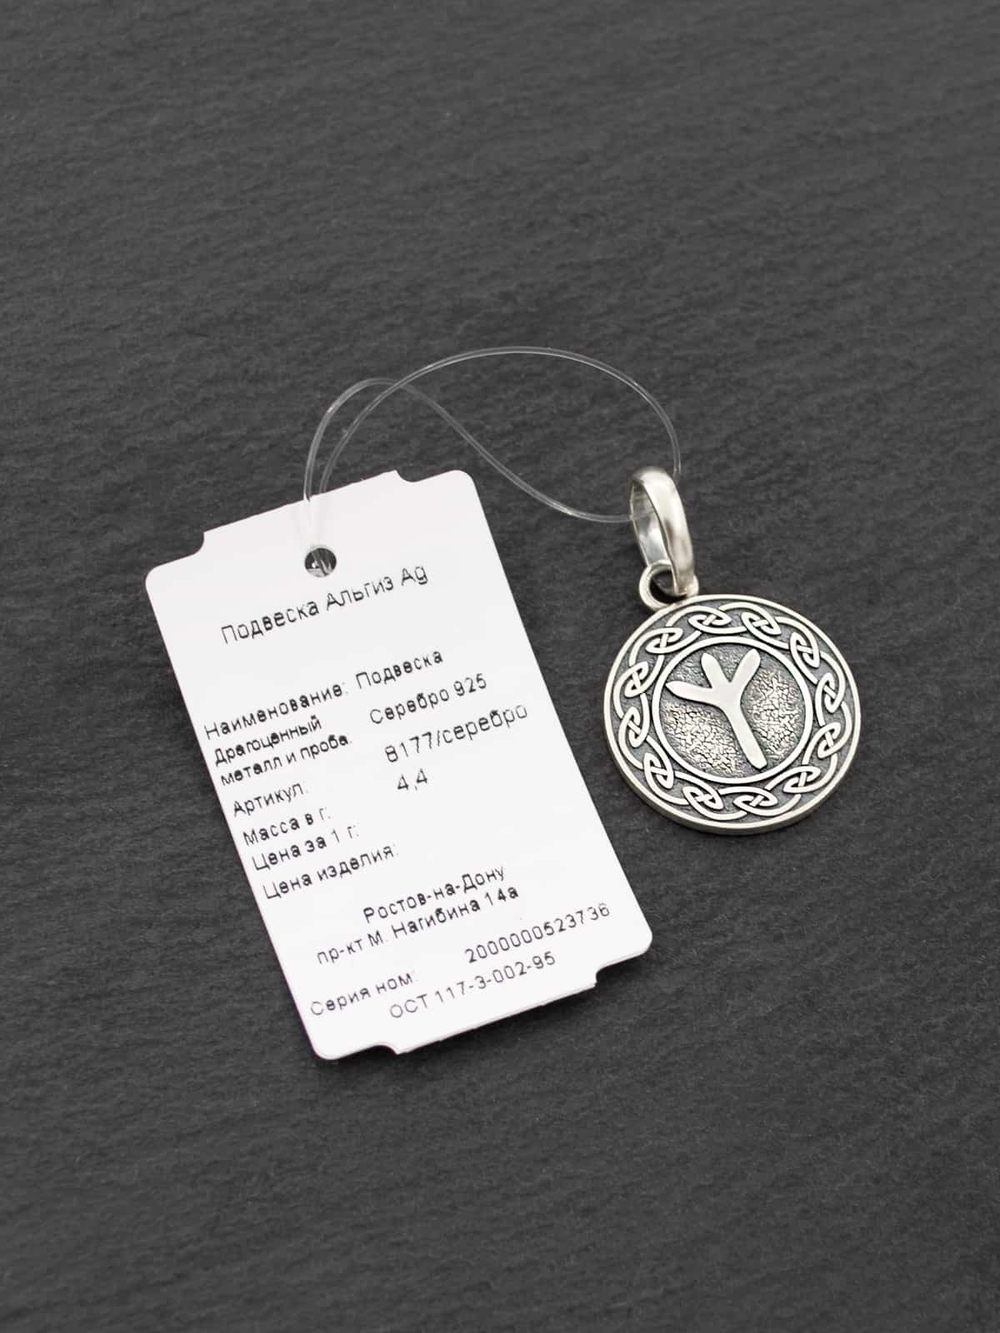 Подвеска Альгиз Ag
Наименование: Подвеска
Драгоценный
металл и проба: Серебро 925
Артикул: 8177/серебро
Масса в г: 4,4
Цена за 1 г:
Цена изделия:
Ростов-на-Дону
пр-кт М. Нагибина 14а
Серия ном: 2000000523736
ОСТ 117-3-002-95